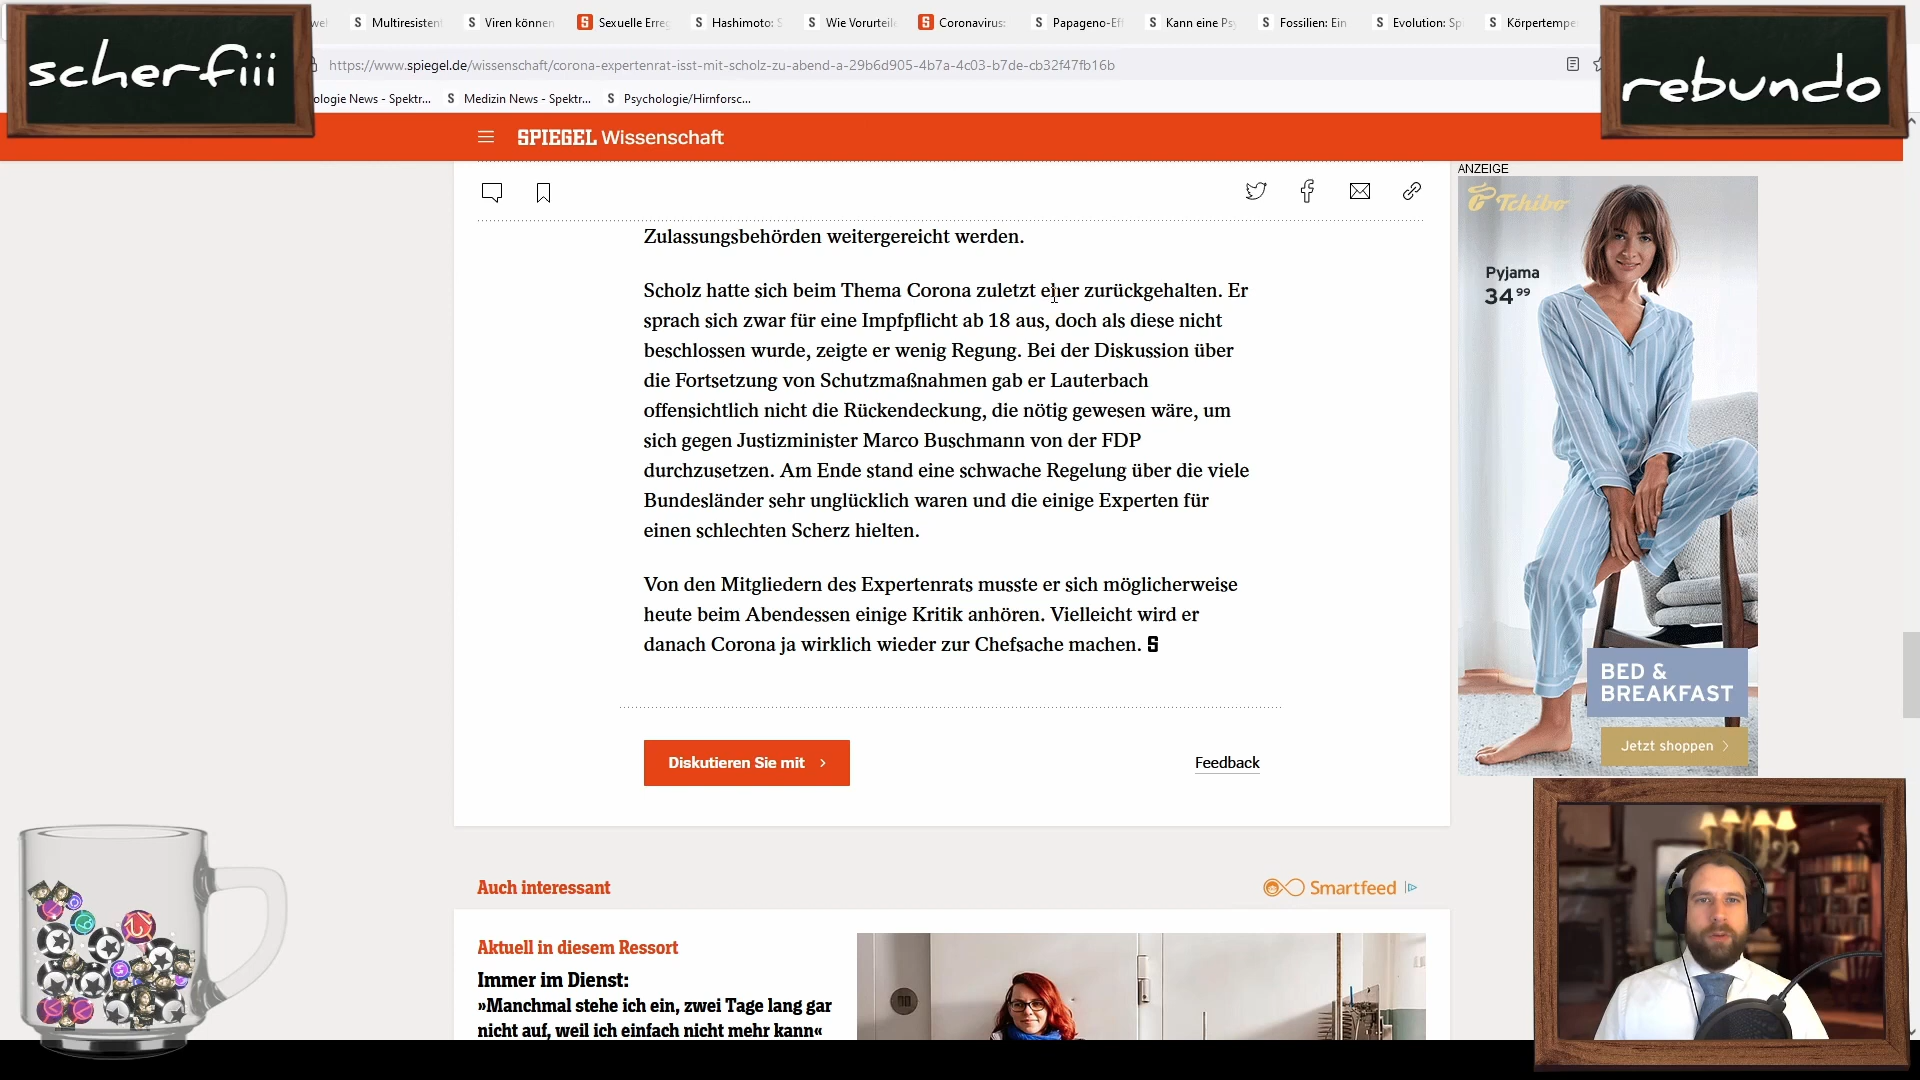 scherfiii
rebundo
Multiresistent
Viren können
Sexuelle Erreg
Hashimoto: S
Wie Vorurteile
Coronavirus:
Papageno-Eff
Kann eine Psy
Fossilien: Ein
Evolution: Sp
Körpertempe
https://www.spiegel.de/wissenschaft/corona-expertenrat-isst-mit-scholz-zu-abend-a-29b6d905-4b7a-4c03-b7de-cb32f47fb16b
ologie News - Spektr...
Medizin News - Spektr...
Psychologie/Hirnforsc...
SPIEGEL Wissenschaft
Zulassungsbehörden weitergereicht werden.
Scholz hatte sich beim Thema Corona zuletzt eher zurückgehalten. Er
sprach sich zwar für eine Impfpflicht ab 18 aus, doch als diese nicht
beschlossen wurde, zeigte er wenig Regung. Bei der Diskussion über
die Fortsetzung von Schutzmaßnahmen gab er Lauterbach
offensichtlich nicht die Rückendeckung, die nötig gewesen wäre, um
sich gegen Justizminister Marco Buschmann von der FDP
durchzusetzen. Am Ende stand eine schwache Regelung über die viele
Bundesländer sehr unglücklich waren und die einige Experten für
einen schlechten Scherz hielten.
Von den Mitgliedern des Expertenrats musste er sich möglicherweise
heute beim Abendessen einige Kritik anhören. Vielleicht wird er
danach Corona ja wirklich wieder zur Chefsache machen. S
Diskutieren Sie mit
Feedback
ANZEIGE
Tchibo
Pyjama
34 99
BED &
BREAKFAST
Jetzt shoppen
Auch interessant
Smartfeed
Aktuell in diesem Ressort
Immer im Dienst:
»Manchmal stehe ich ein, zwei Tage lang gar
nicht auf, weil ich einfach nicht mehr kann«